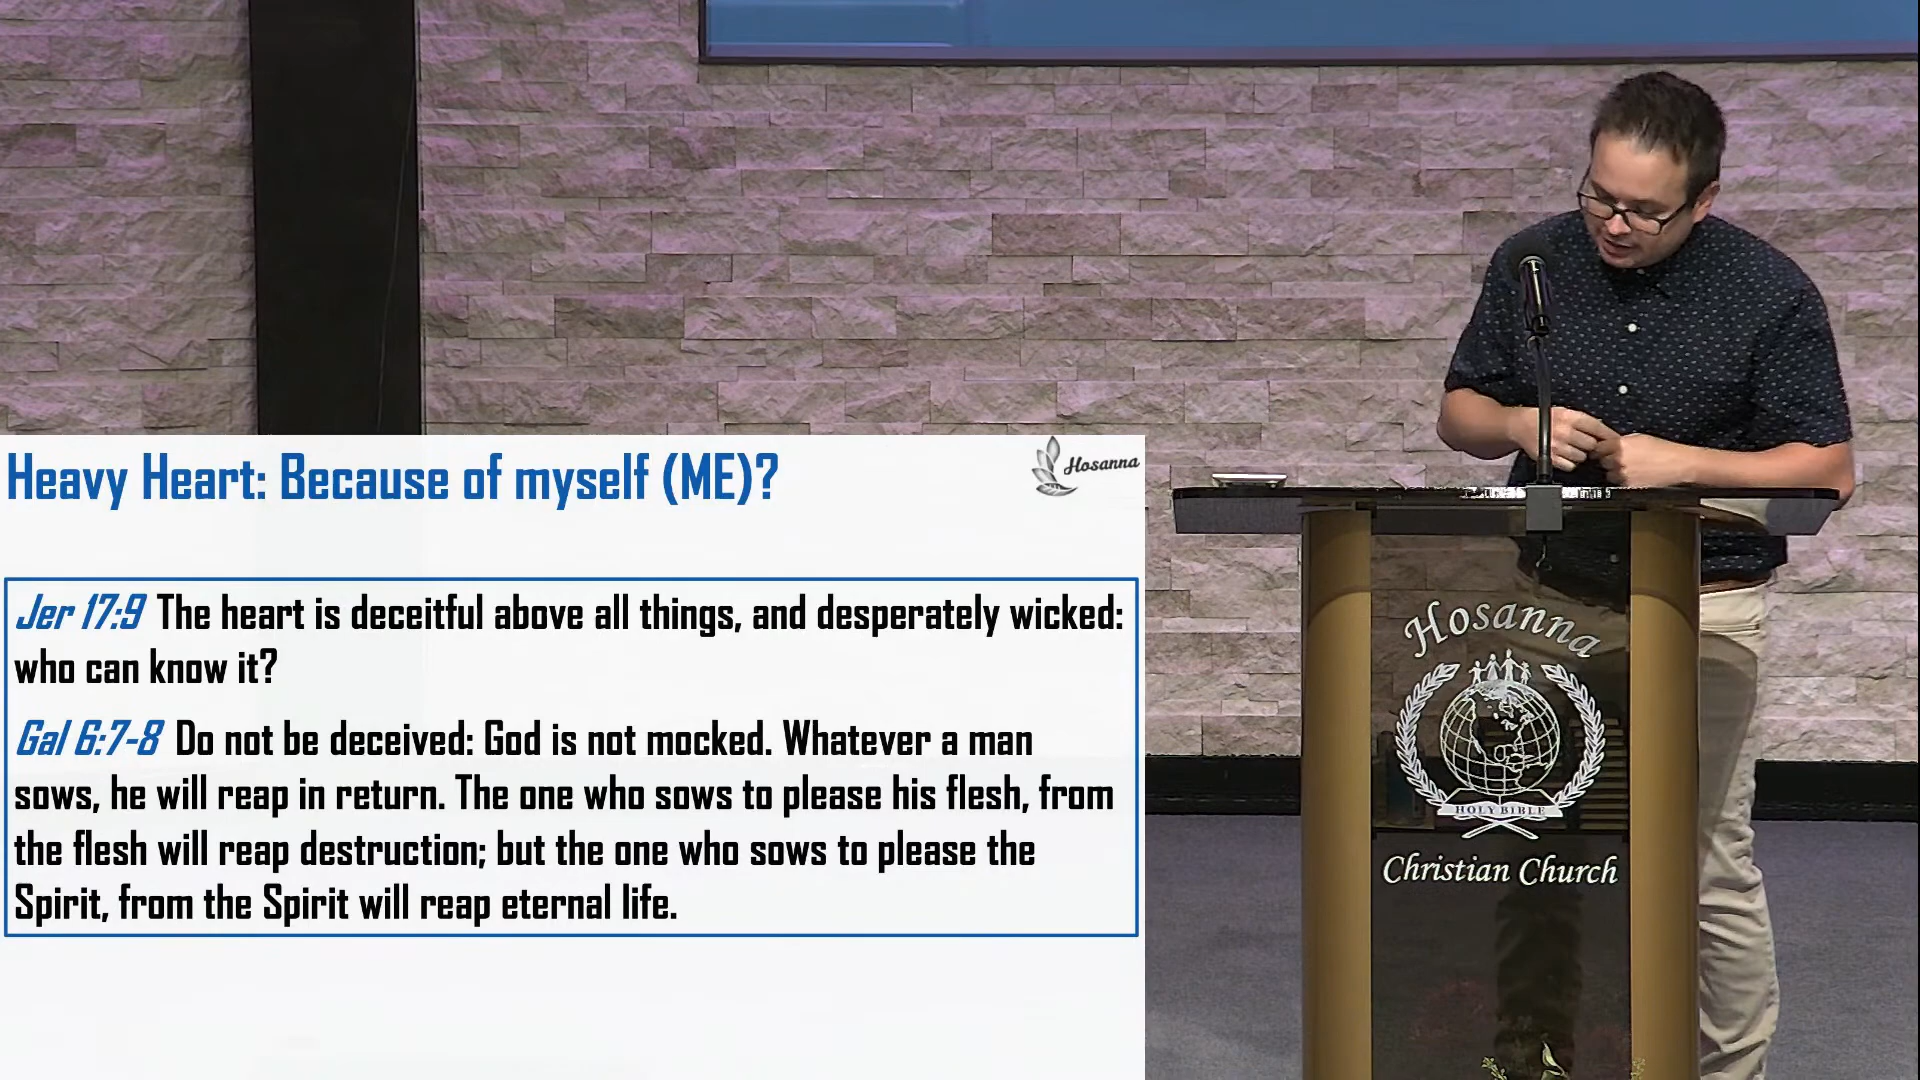 Heavy Heart: Because of myself (ME)?
Hosanna
Jer 17:9 The heart is deceitful above all things, and desperately wicked:
who can know it?
Gal 6:7-8 Do not be deceived: God is not mocked. Whatever a man
sows, he will reap in return. The one who sows to please his flesh, from
the flesh will reap destruction; but the one who sows to please the
Spirit, from the Spirit will reap eternal life.
Hosanna
HOLY BIBLE
Christian Church